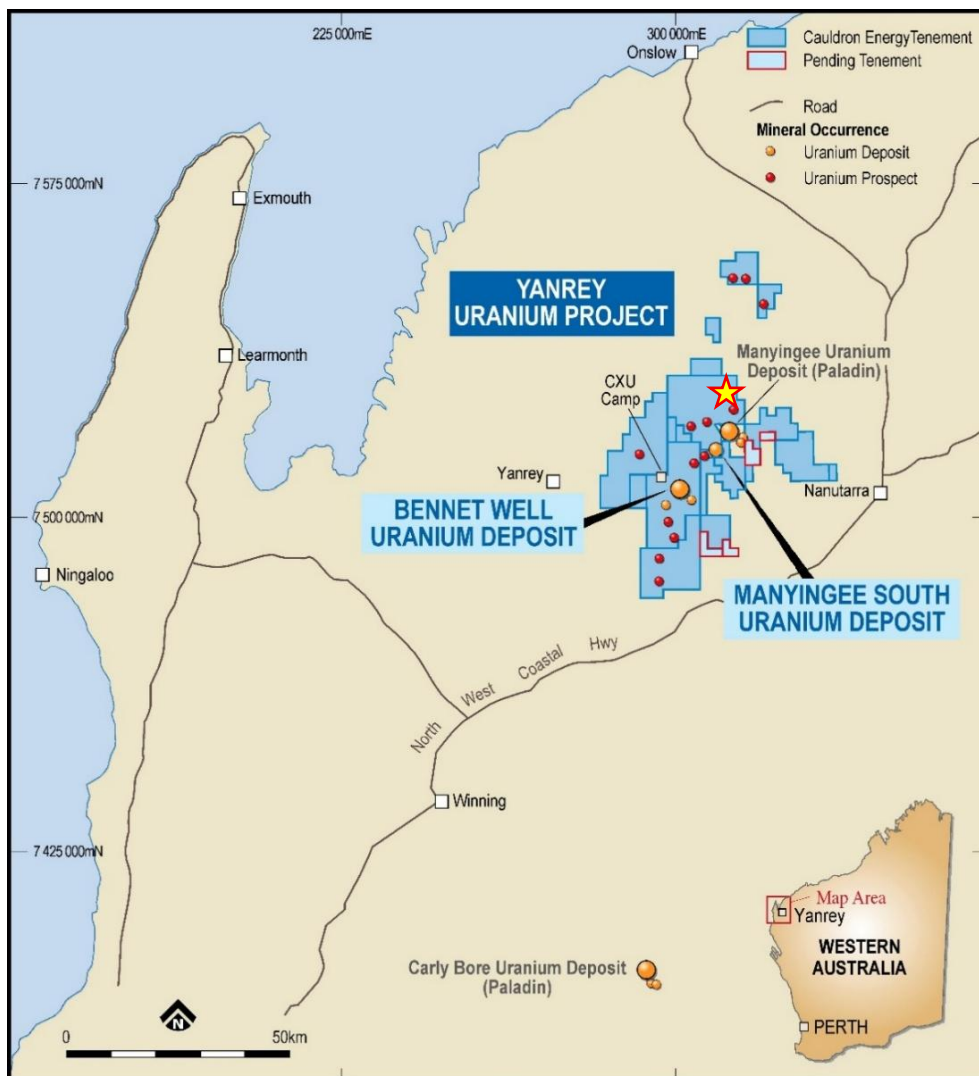 225 000mE
300 000mE
Onslow
Cauldron EnergyTenement
Pending Tenement
Road
Mineral Occurrence
Uranium Deposit
Uranium Prospect
7 575 000mN
Exmouth
YANREY
URANIUM PROJECT
Learmonth
Manyingee Uranium
Deposit (Paladin)
CXU
Camp
Yanrey
Nanutarra
BENNET WELL
URANIUM DEPOSIT
7 500 000mN
Ningaloo
MANYINGEE SOUTH
URANIUM DEPOSIT
North West Coastal Hwy
Winning
7 425 000mN
Map Area
Yanrey
WESTERN
AUSTRALIA
Carly Bore Uranium Deposit
(Paladin)
N
0
50km
PERTH